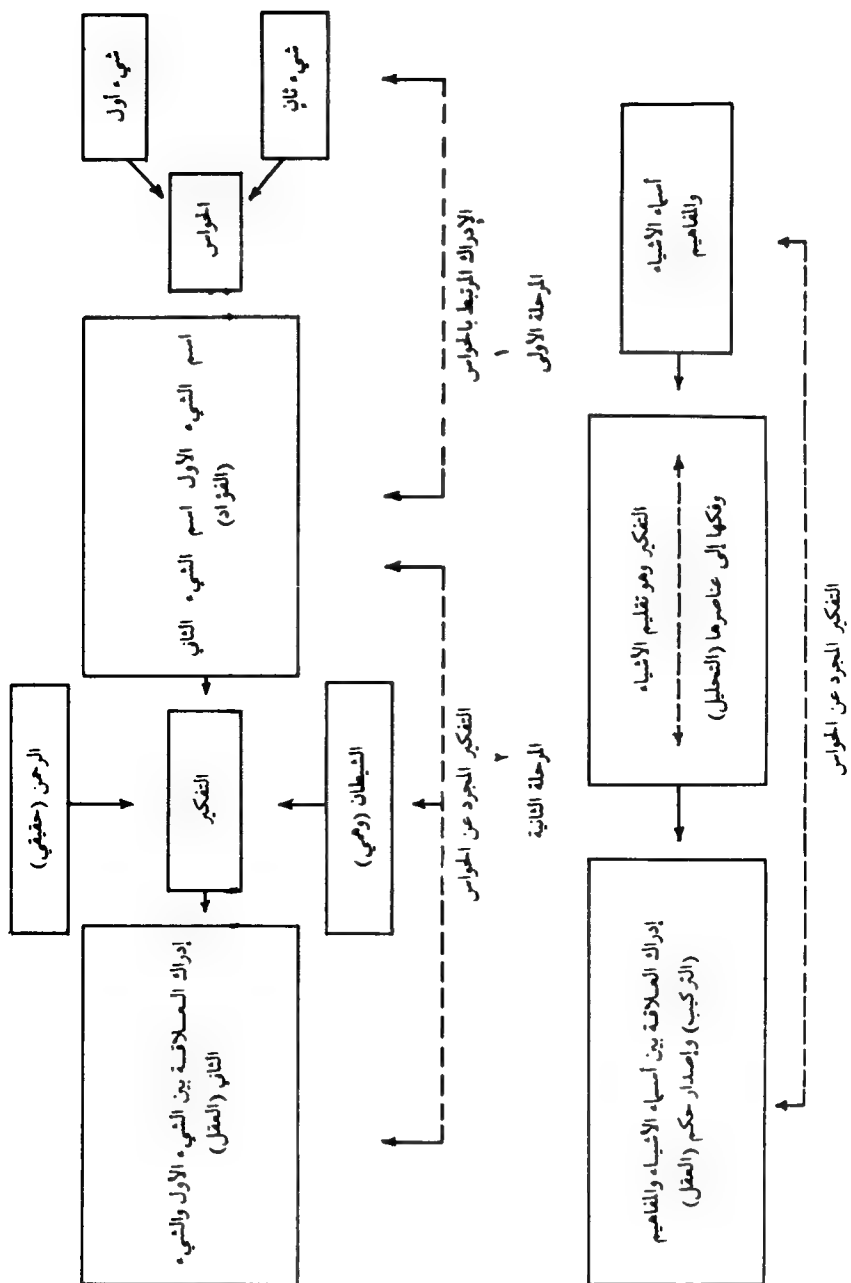 شيء أول
شيء ثانٍ
الحواس
اسم الشيء الأول اسم الشيء الثاني
(الفؤاد)
الإدراك المرتبط بالحواس
١
المرحلة الأولى
الرحمن (حقيقي)
التفكير
الشيطان (وهمي)
التفكير المجرد عن الحواس
٢
المرحلة الثانية
إدراك العلاقة بين الشيء الأول والشيء
الثاني (العقل)
أسماء الأشياء
والمفاهيم
التفكير وهو تقليم الأشياء
وفكها إلى عناصرها (التحليل)
إدراك العلاقة بين أسماء الأشياء والمفاهيم
(التركيب) وإصدار حكم (العقل)
التفكير المجرد عن الحواس